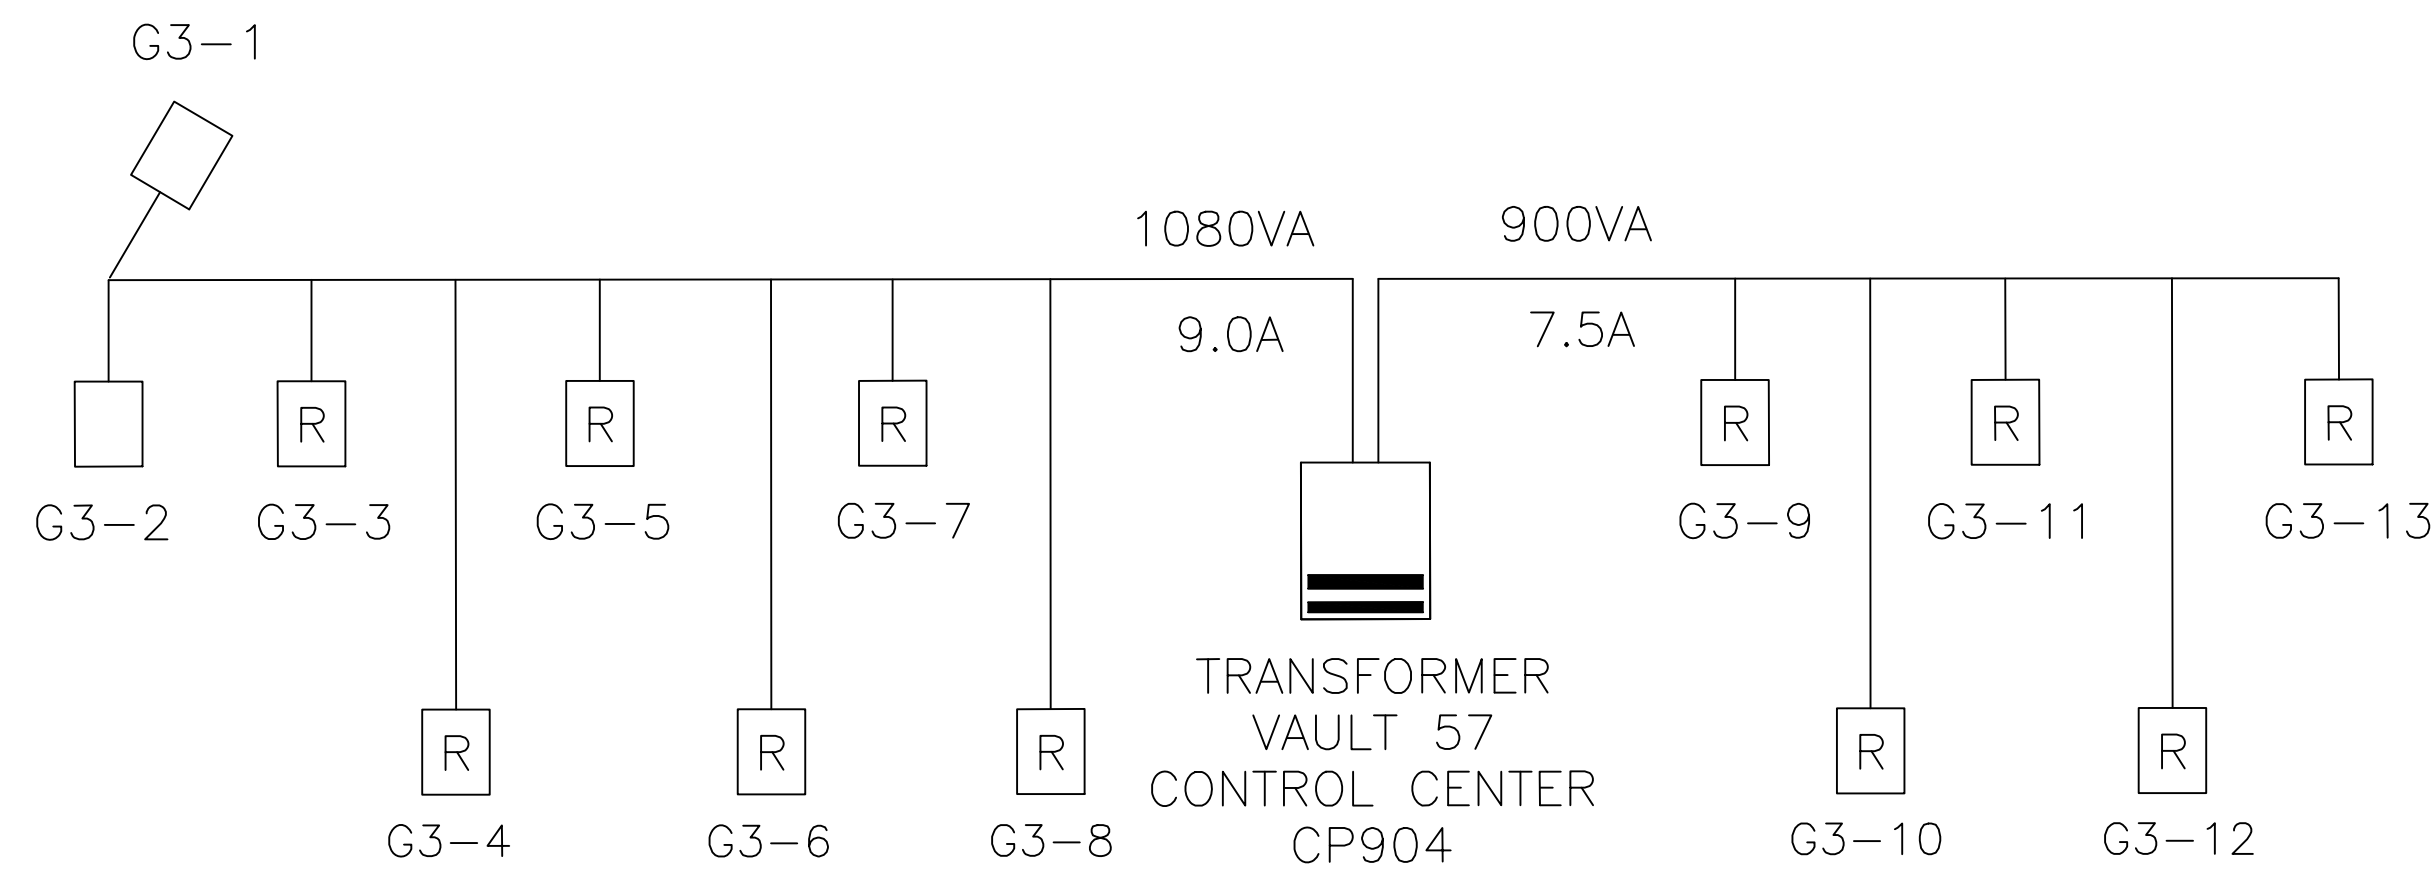 G3-1
1080VA
900VA
9.0A
7.5A
R
R
R
R
R
R
G3-2
G3-3
G3-5
G3-7
G3-9
G3-11
G3-13
TRANSFORMER
VAULT 57
CONTROL CENTER
CP904
R
R
R
R
R
G3-4
G3-6
G3-8
G3-10
G3-12